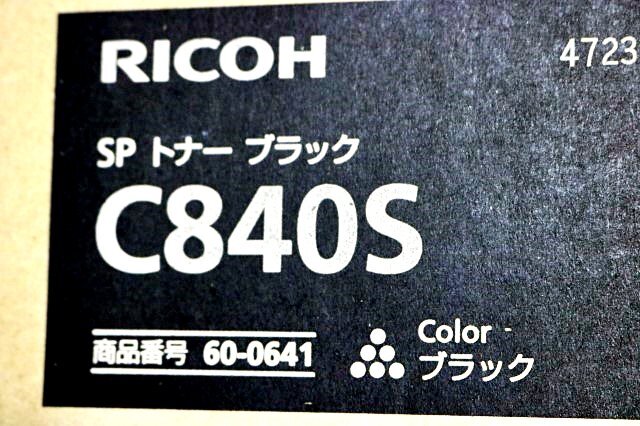 RICOH
4723
SP トナー ブラック
C840S
商品番号 60-0641
Color -
ブラック